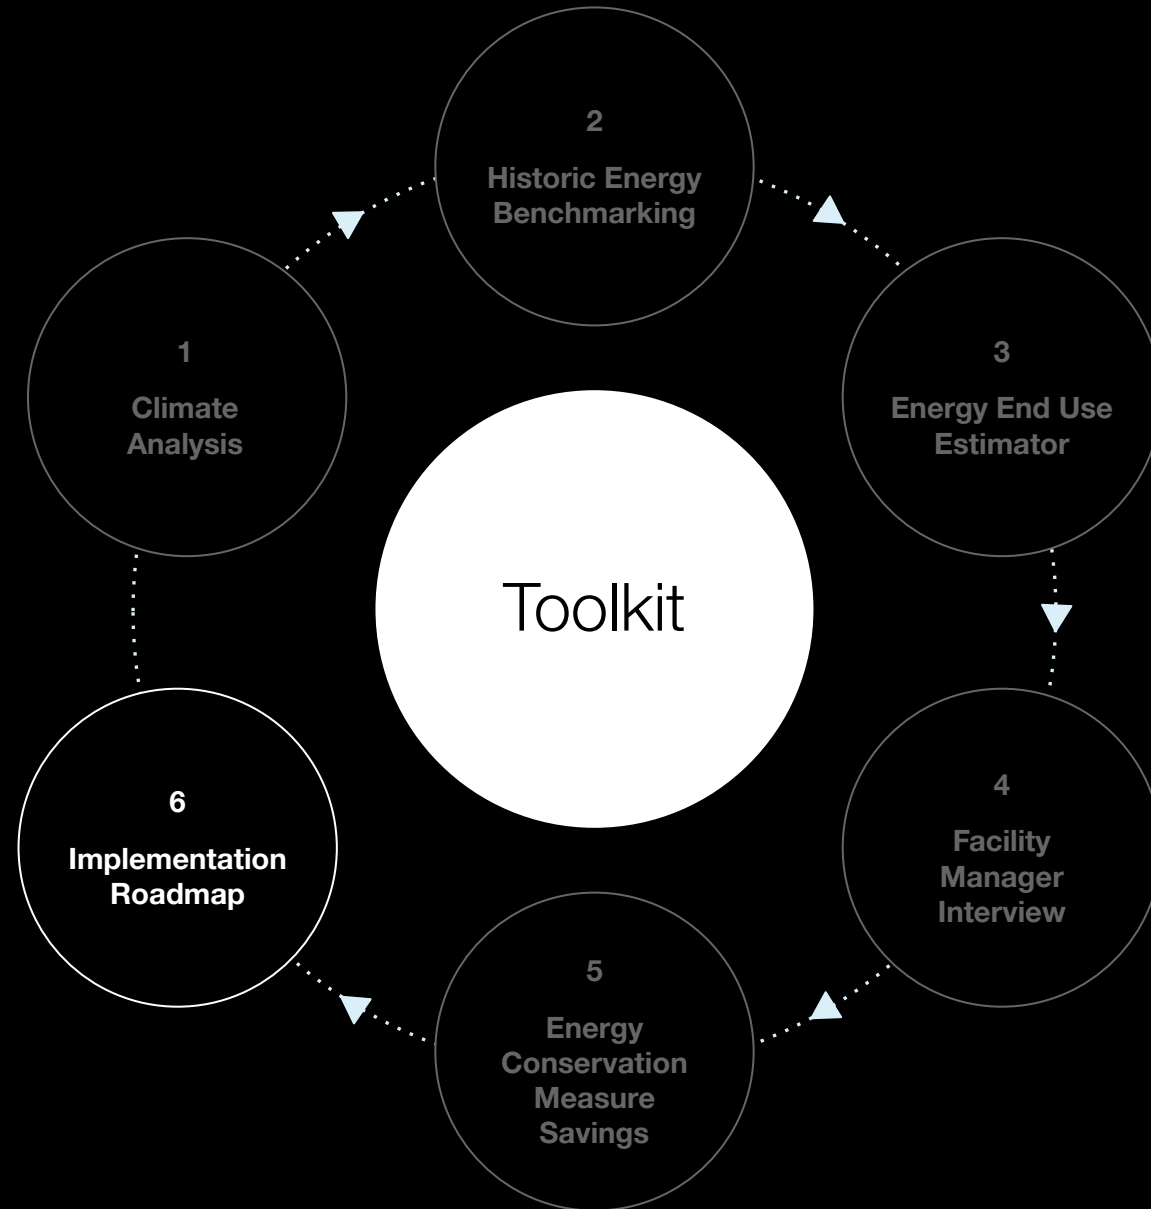 1
Climate
Analysis
2
Historic Energy
Benchmarking
3
Energy End Use
Estimator
4
Facility
Manager
Interview
5
Energy
Conservation
Measure
Savings
6
Implementation
Roadmap
Toolkit